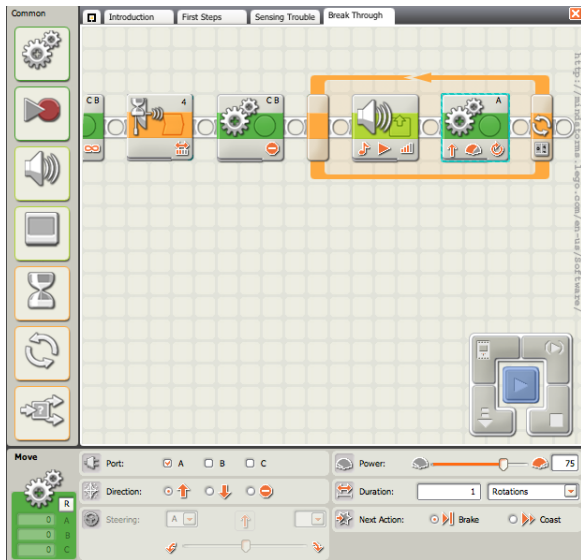 Common
Introduction
First Steps
Sensing Trouble
Break Through
C B
4
C B
A
http://mindstorms.lego.com/en-us/Software/
Move
R
0 A
0 B
0 C
Port: A B C
Direction:
Steering: A
Power: 75
Duration: 1 Rotations
Next Action: Brake Coast